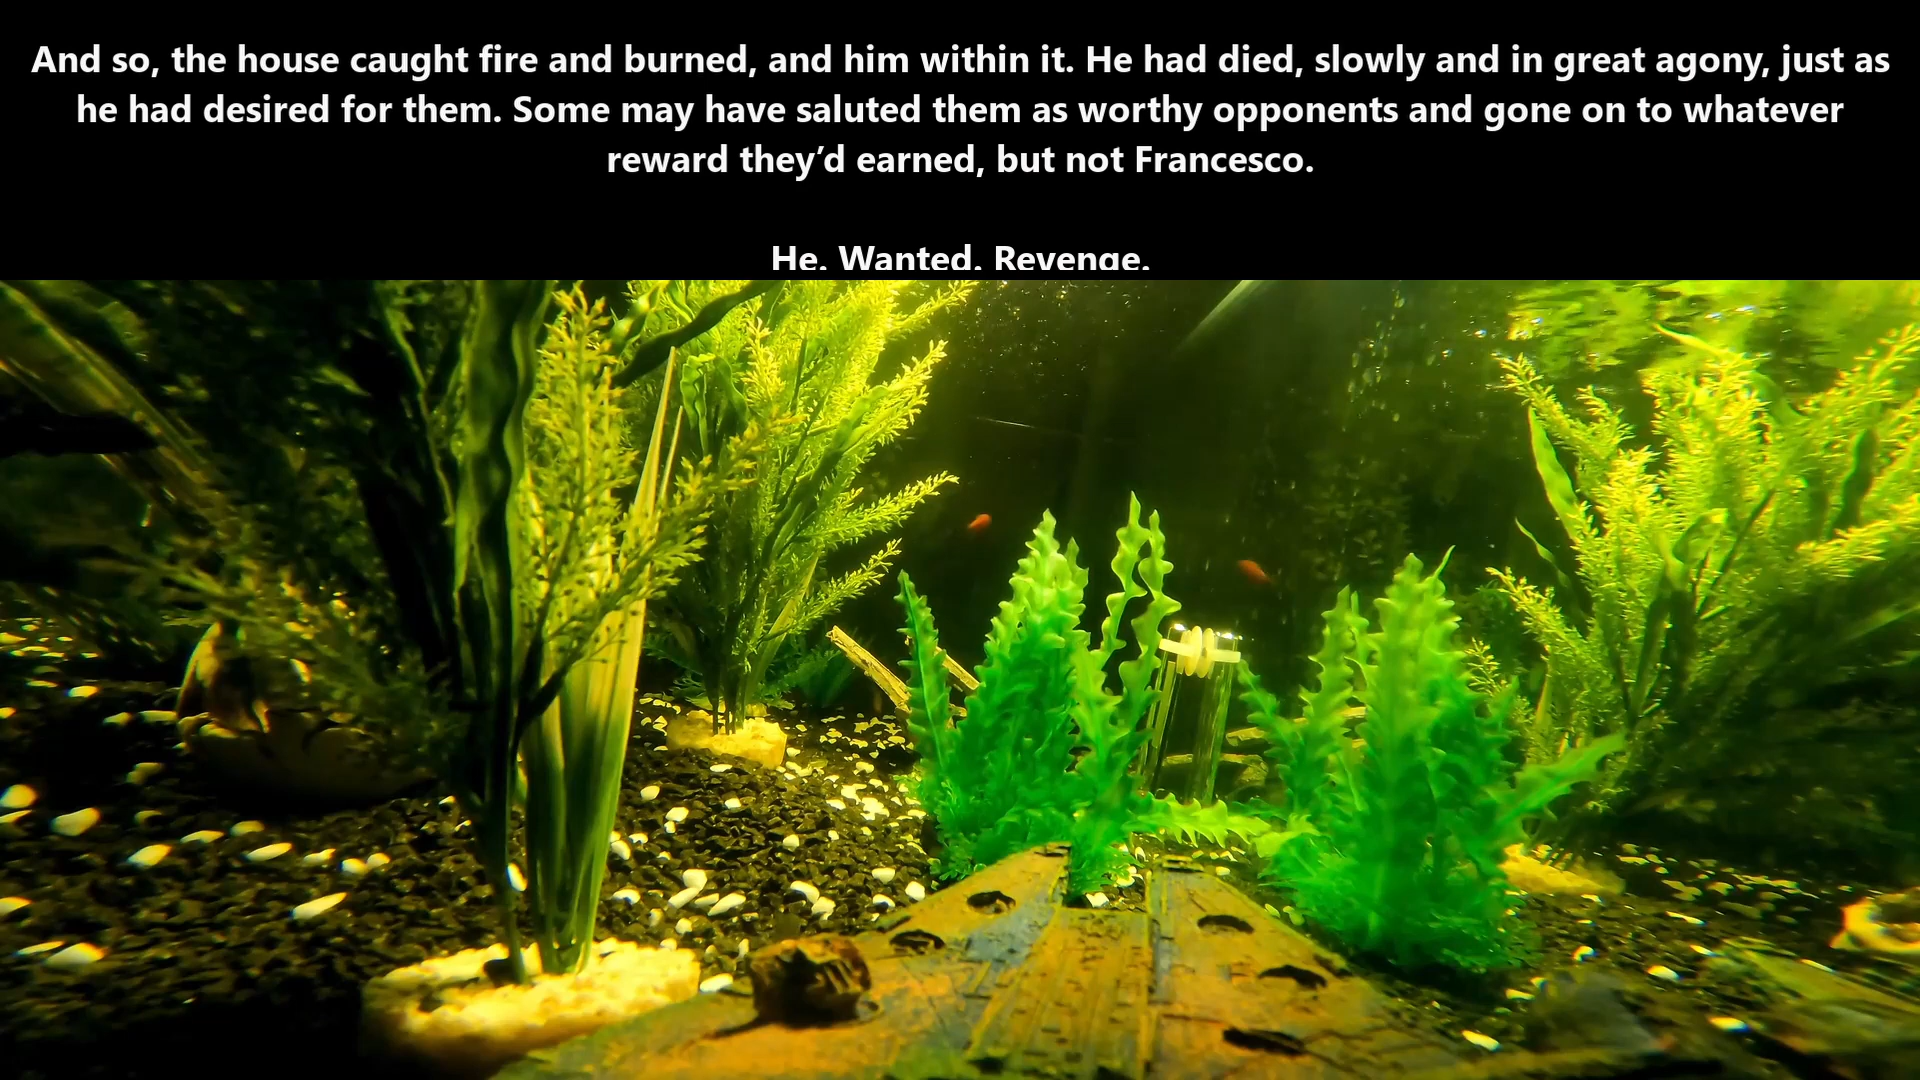 And so, the house caught fire and burned, and him within it. He had died, slowly and in great agony, just as
he had desired for them. Some may have saluted them as worthy opponents and gone on to whatever
reward they’d earned, but not Francesco.
He. Wanted. Revenge.